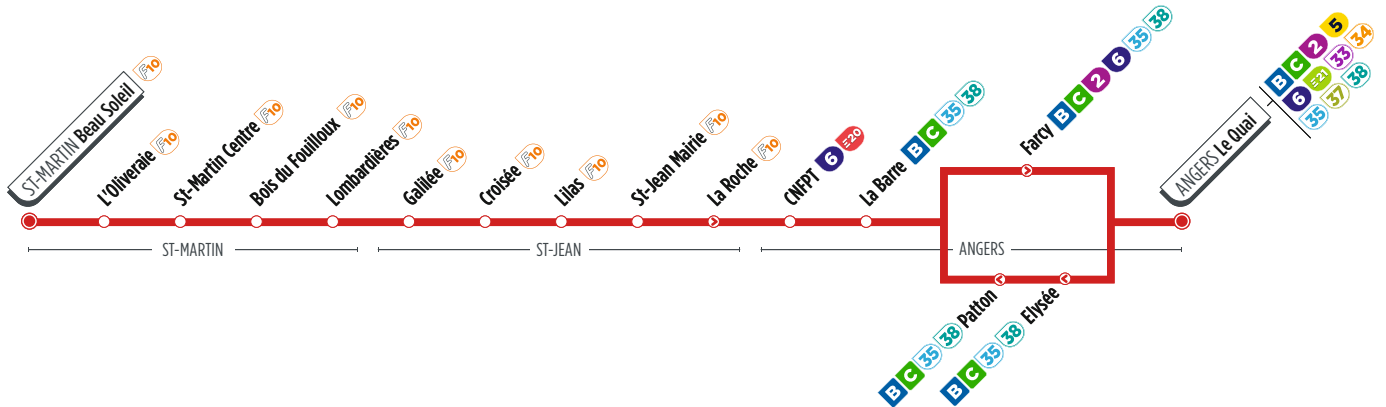 ST-MARTIN Beau Soleil F10
L'Oliveraie F10
St-Martin Centre F10
Bois du Fouilloux F10
Lombardières F10
Galilée F10
Croisée F10
Lilas F10
St-Jean Mairie F10
La Roche F10
CNFPT 6 E20
La Barre B C 35 38
Farcy B C 2 6 35 38
ANGERS Le Quai
B C 2 5
6 E21 33 34
35 37 38
Patton
B C 35 38
Elysée
B C 35 38
ST-MARTIN
ST-JEAN
ANGERS